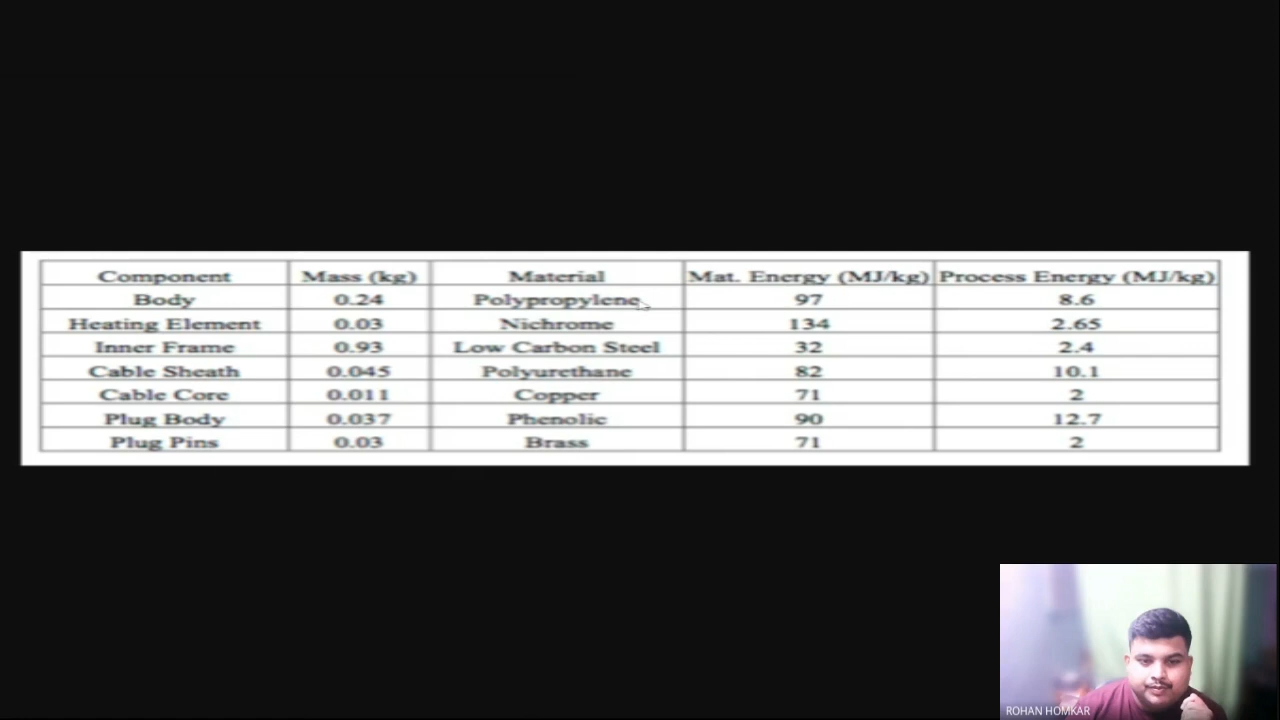 Component Mass (kg) Material Mat. Energy (MJ/kg) Process Energy (MJ/kg)
Body 0.24 Polypropylene 97 8.6
Heating Element 0.03 Nichrome 134 2.65
Inner Frame 0.93 Low Carbon Steel 32 2.4
Cable Sheath 0.045 Polyurethane 82 10.1
Cable Core 0.011 Copper 71 2
Plug Body 0.037 Phenolic 90 12.7
Plug Pins 0.03 Brass 71 2
ROHAN HOMKAR